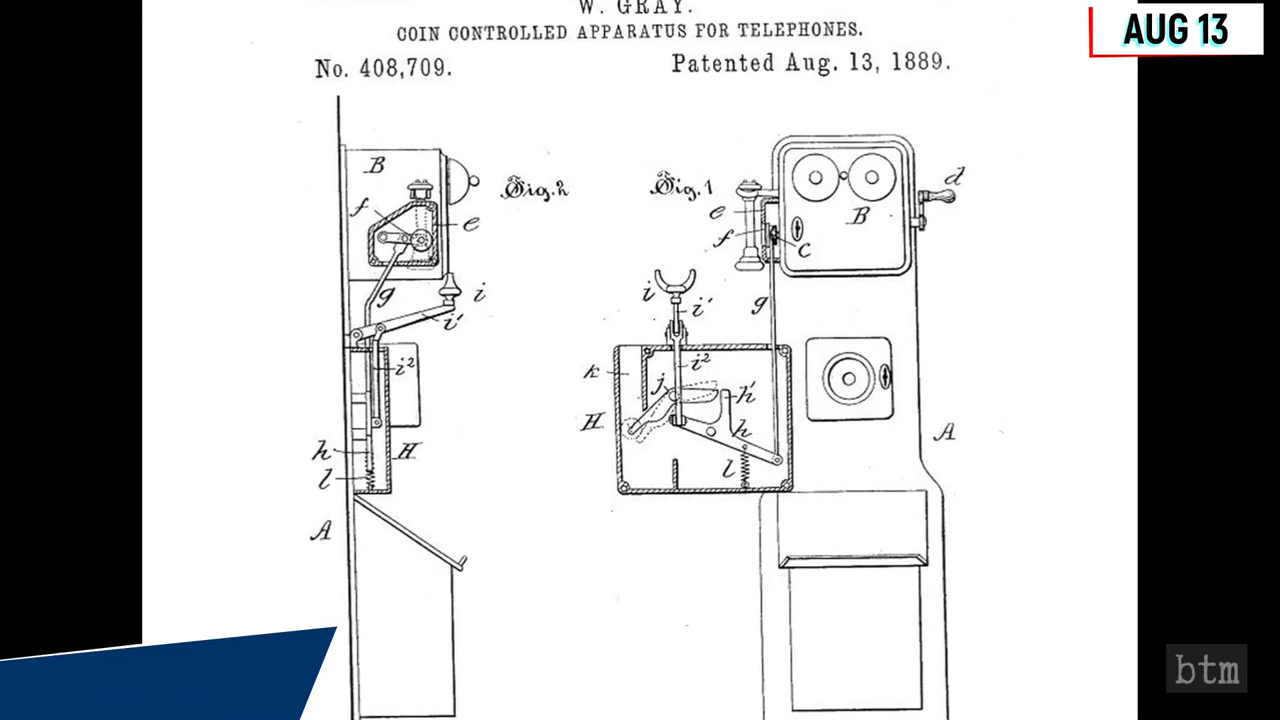 W. GRAY.
COIN CONTROLLED APPARATUS FOR TELEPHONES.
AUG 13
No. 408,709.
Patented Aug. 13, 1889.
B
Fig. 2
Fig. 1
d
f
e
e
B
f
C
g
i
i'
i
i'
g
i²
k
i²
j
h'
H
h
A
h
H
l
l
A
btm